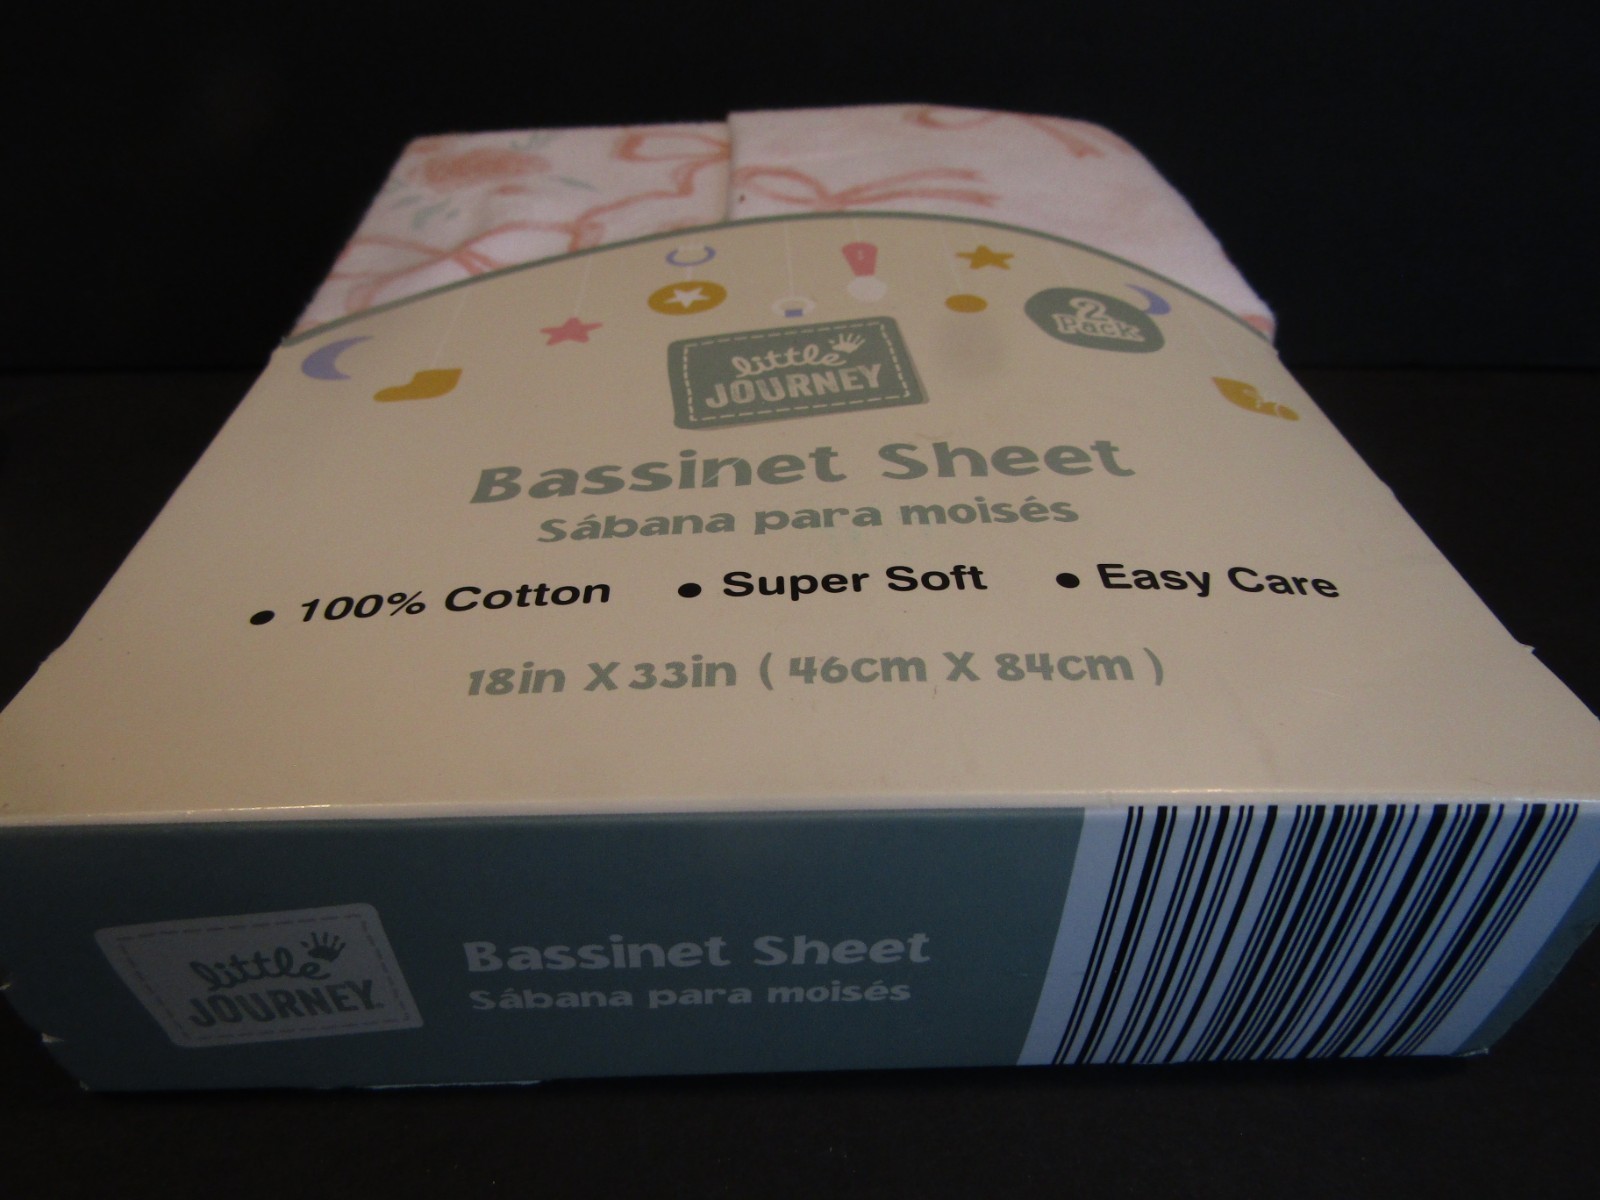 2
Pack
little
JOURNEY
Bassinet Sheet
Sábana para moisés
• 100% Cotton • Super Soft • Easy Care
18in X 33in ( 46cm X 84cm )
little
JOURNEY
Bassinet Sheet
Sábana para moisés